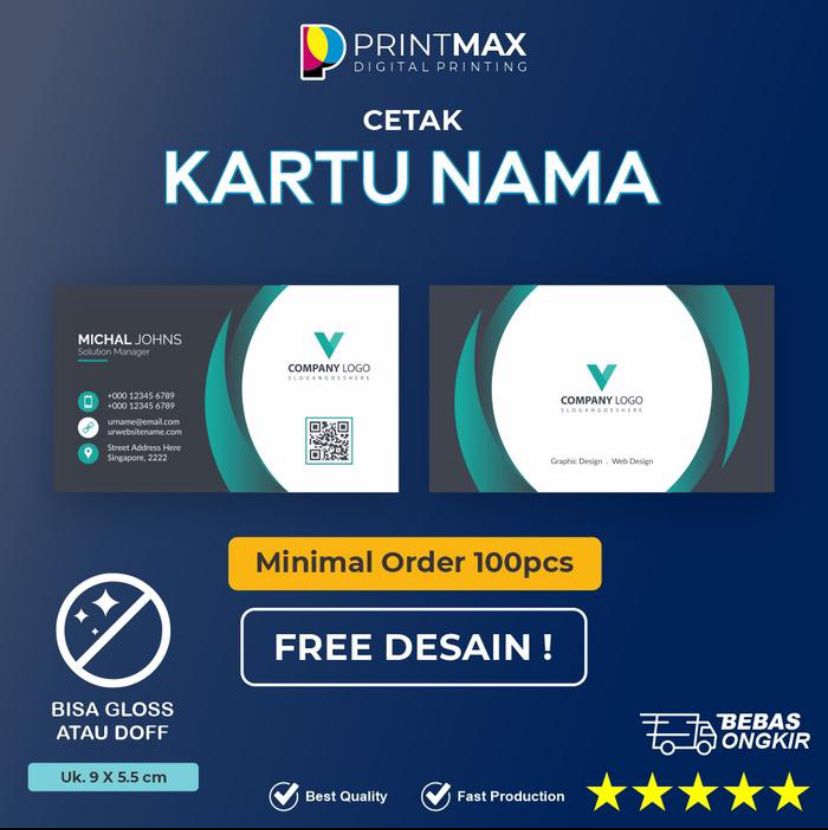 PRINTMAX
DIGITAL PRINTING
CETAK
KARTU NAMA
MICHAL JOHNS
Solution Manager
+000 12345 6789
+000 12345 6789
urname@email.com
urwebsitename.com
Street Address Here
Singapore, 2222
COMPANY LOGO
SLOGANGOESHERE
COMPANY LOGO
SLOGANGOESHERE
Graphic Design . Web Design
Minimal Order 100pcs
FREE DESAIN !
BISA GLOSS
ATAU DOFF
Uk. 9 X 5.5 cm
Best Quality
Fast Production
BEBAS
ONGKIR